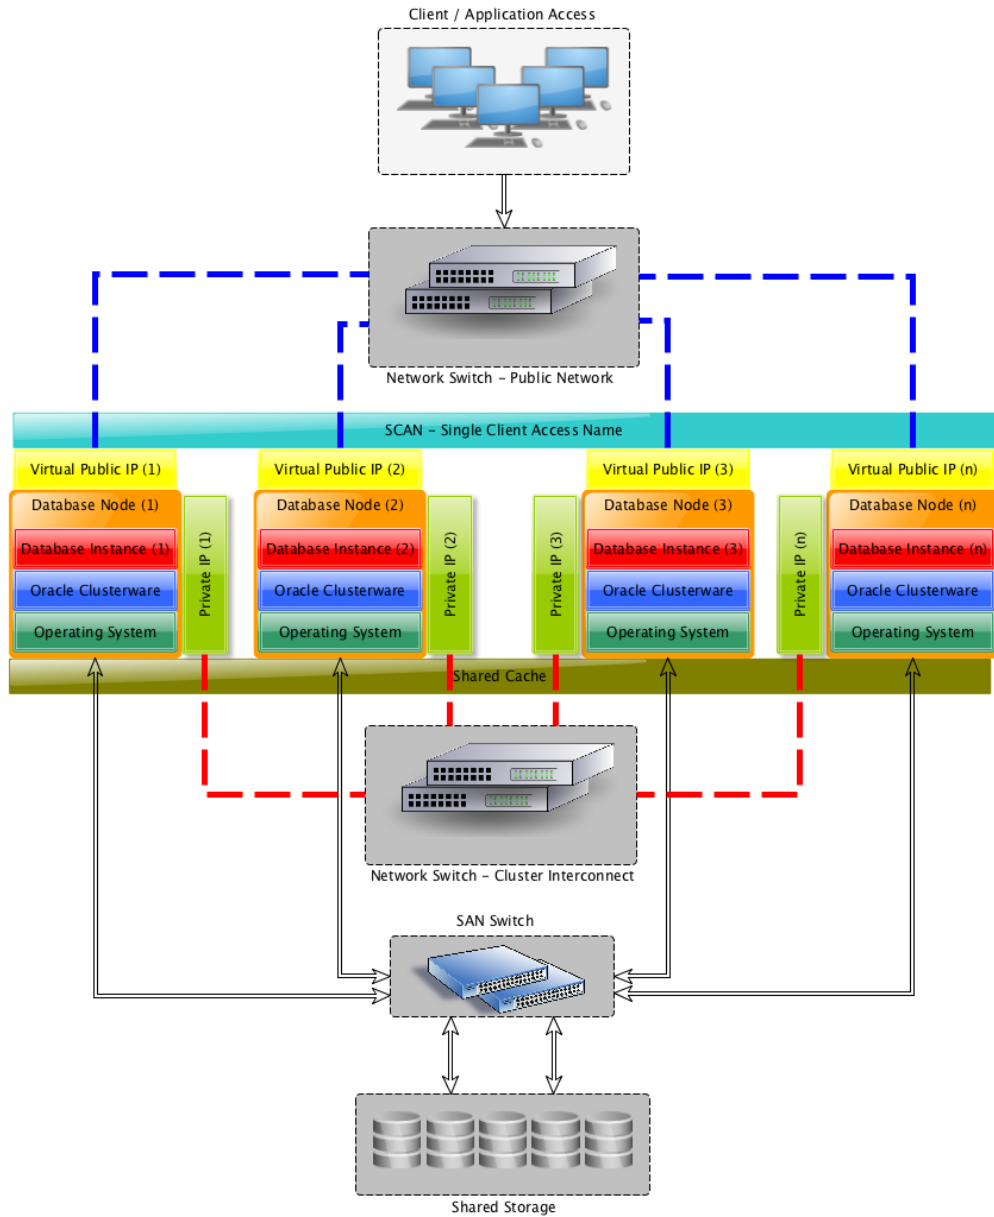 Client / Application Access
Network Switch – Public Network
SCAN – Single Client Access Name
Virtual Public IP (1)
Virtual Public IP (2)
Virtual Public IP (3)
Virtual Public IP (n)
Database Node (1)
Database Instance (1)
Oracle Clusterware
Operating System
Private IP (1)
Database Node (2)
Database Instance (2)
Oracle Clusterware
Operating System
Private IP (2)
Private IP (3)
Database Node (3)
Database Instance (3)
Oracle Clusterware
Operating System
Private IP (n)
Database Node (n)
Database Instance (n)
Oracle Clusterware
Operating System
Shared Cache
Network Switch – Cluster Interconnect
SAN Switch
Shared Storage